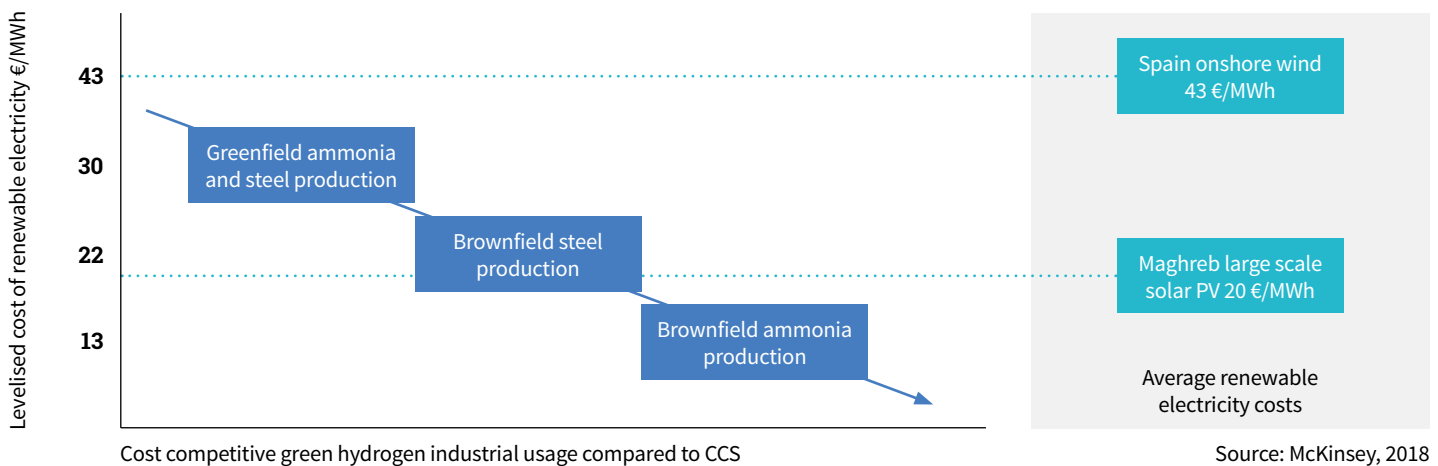 Levelised cost of renewable electricity €/MWh
43
30
22
13
Greenfield ammonia
and steel production
Brownfield steel
production
Brownfield ammonia
production
Spain onshore wind
43 €/MWh
Maghreb large scale
solar PV 20 €/MWh
Average renewable
electricity costs
Cost competitive green hydrogen industrial usage compared to CCS
Source: McKinsey, 2018